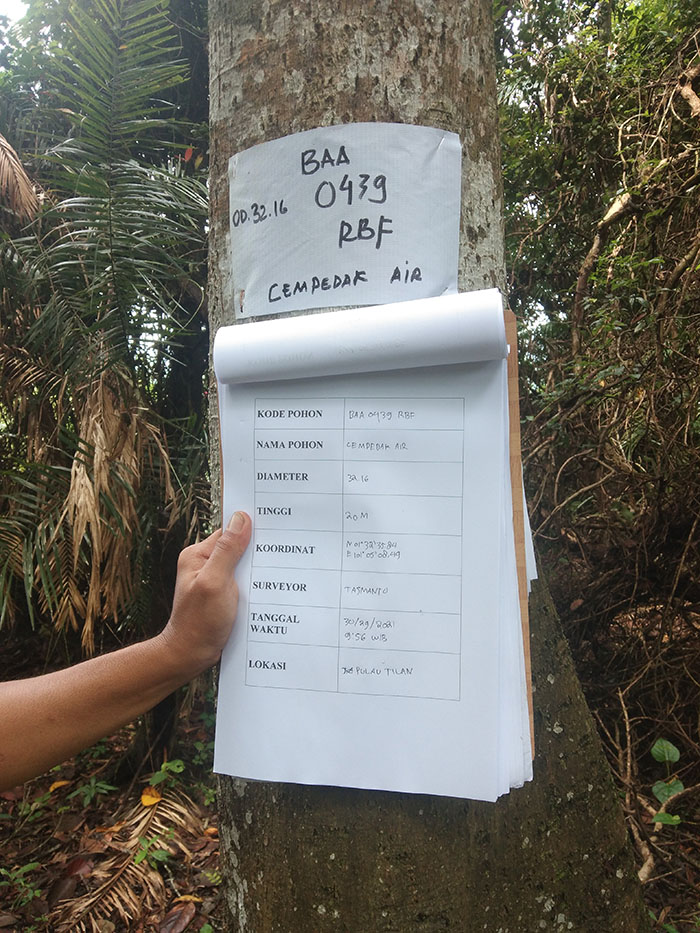 BAA
0439
OD.32.16
RBF
CEMPEDAK AIR
KODE POHON BAA 0439 RBF
NAMA POHON CEMPEDAK AIR
DIAMETER 32.16
TINGGI 20 M
KOORDINAT N 01°32'35.84
E 101°05'08.49
SURVEYOR TASMANTO
TANGGAL 30/29/2021
WAKTU 9:56 WIB
LOKASI PULAU TILAN